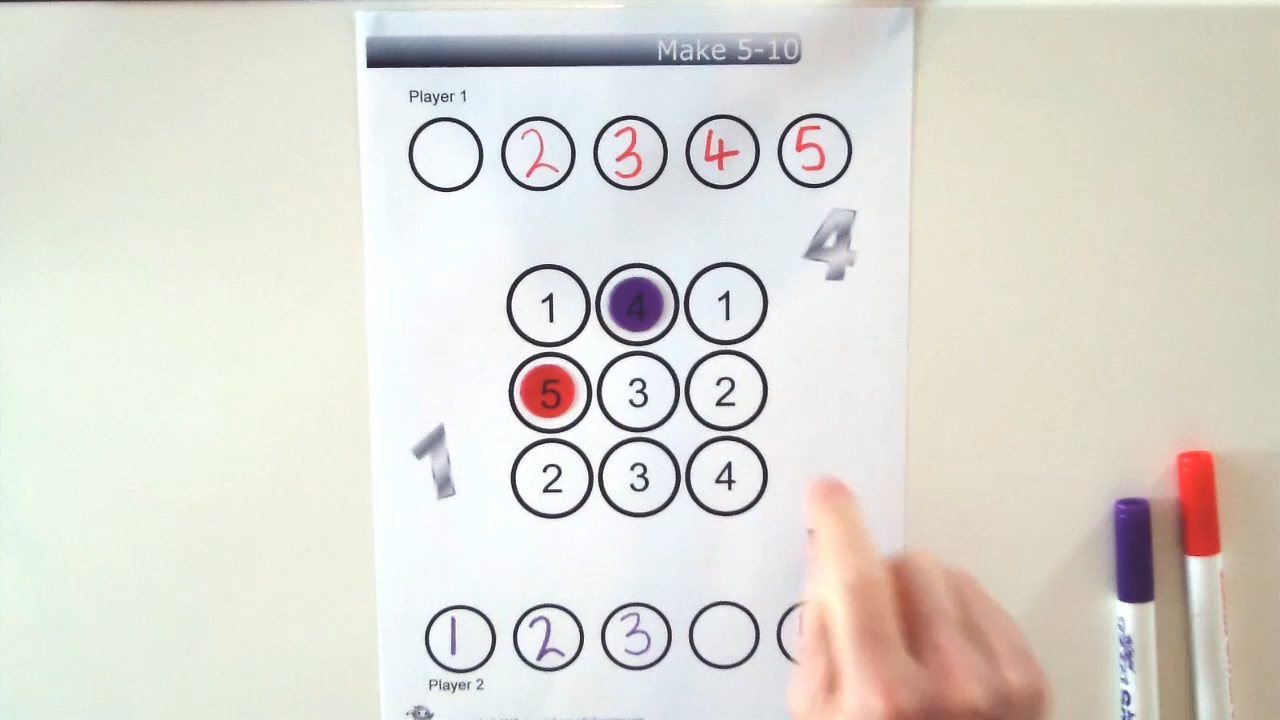 Make 5-10
Player 1
2 3 4 5
4
1 4 1
5 3 2
1
2 3 4
1 2 3
Player 2